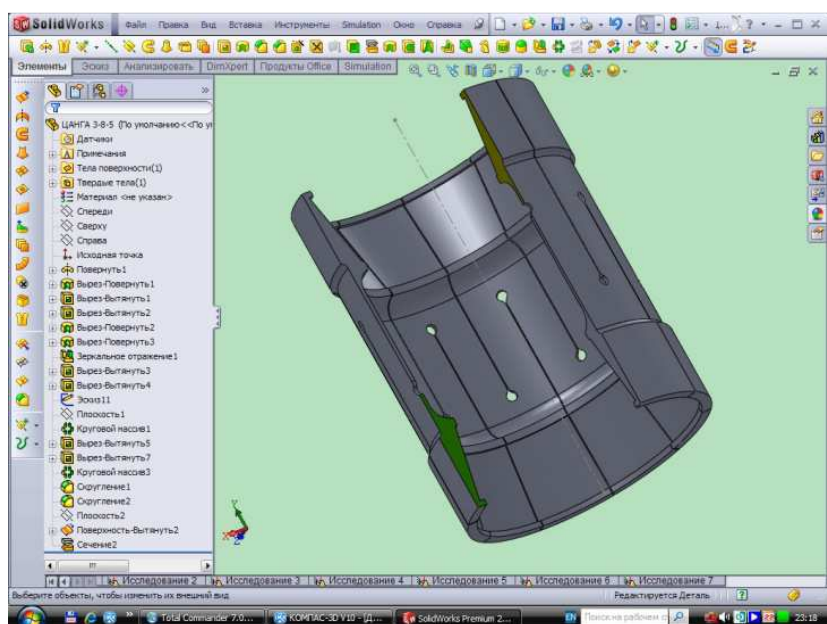 SolidWorks
Файл Правка Вид Вставка Инструменты Simulation Окно Справка
Элементы Эскиз Анализировать DimXpert Продукты Office Simulation
ЦАНГА 3-8-5 (По умолчанию<<По у
Датчики
Примечания
Тела поверхности(1)
Твердые тела(1)
Материал <не указан>
Спереди
Сверху
Справа
Исходная точка
Повернуть1
Вырез-Повернуть1
Вырез-Вытянуть1
Вырез-Вытянуть2
Вырез-Повернуть2
Вырез-Повернуть3
Зеркальное отражение1
Вырез-Вытянуть3
Вырез-Вытянуть4
Эскиз11
Плоскость1
Круговой массив1
Вырез-Вытянуть5
Вырез-Вытянуть7
Круговой массив3
Скругление1
Скругление2
Плоскость2
Поверхность-Вытянуть2
Сечение2
Исследование 2 Исследование 3 Исследование 4 Исследование 5 Исследование 6 Исследование 7
Выберите объекты, чтобы изменить их внешний вид Редактируется Деталь
Total Commander 7.0... КОМПАС-3D V10 - [Д... SolidWorks Premium 2... EN Поиск на рабочем с 23:18